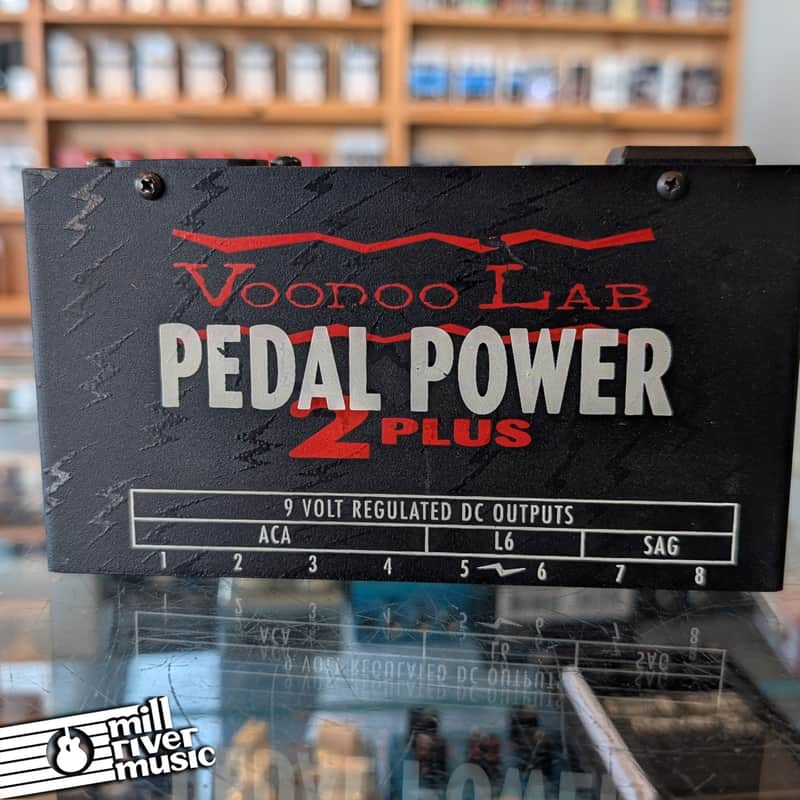 VOODOO LAB
PEDAL POWER
2 PLUS
9 VOLT REGULATED DC OUTPUTS
ACA L6 SAG
1 2 3 4 5 6 7 8
mill
river
music